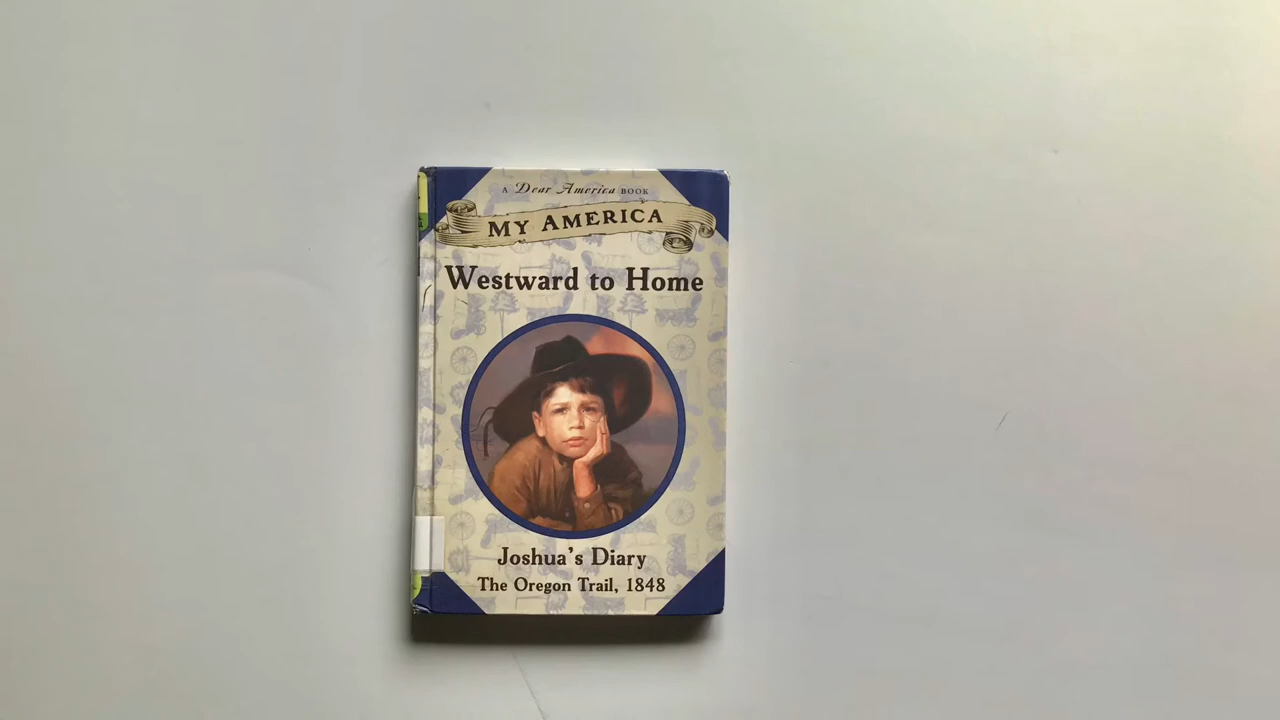 A Dear America BOOK
MY AMERICA
Westward to Home
Joshua's Diary
The Oregon Trail, 1848